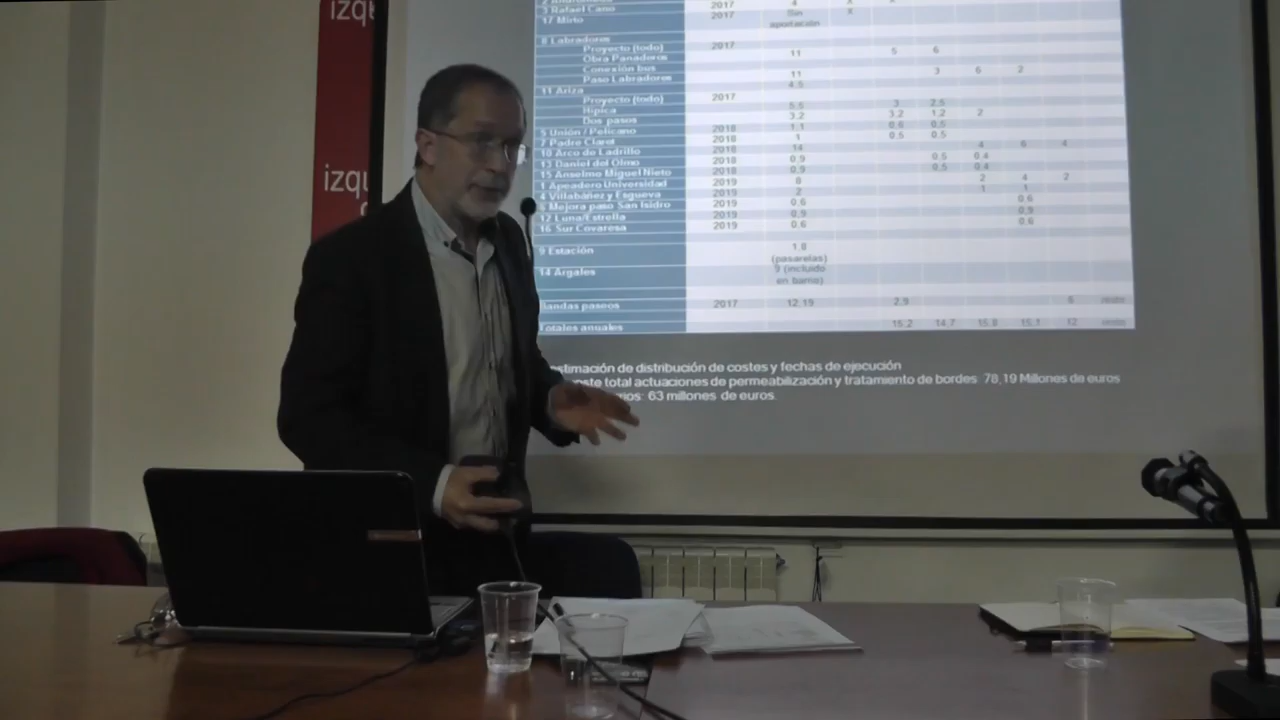 izqu
izqu
3 Rafael Cano 2017 4 x x
17 Mirto 2017 Sin aportación x
8 Labradores
Proyecto (todo) 2017 11 5 6
Obra Panaderos
Conexión bus 11 3 6 2
Paso Labradores 4.5
11 Ariza
Proyecto (todo) 2017 5.5 3 2,5
Hípica 3.2 3,2 1,2 2
Dos pasos 1.1 0,6 0,5
5 Unión / Pelícano 2018 1 0.5 0.5
7 Padre Claret 2018 14 4 6 4
10 Arco de Ladrillo 2018 0,9 0,5 0,4
13 Daniel del Olmo 2018 0,9 0,5 0,4
15 Anselmo Miguel Nieto 2018 8 2 4 2
1 Apeadero Universidad 2019 2 1 1
4 Villabáñez y Esgueva 2019 0,6 0,6
6 Mejora paso San Isidro 2019 0,9 0,9
12 Luna/Estrella 2019 0,6 0,6
16 Sur Covaresa 2019
9 Estación 1,8 (pasarelas)
14 Argales 9 (incluido en barrio)
Bandas paseos 2017 12,19 2,9 6 resto
Totales anuales 15,2 14,7 15,8 15,1 12 resto
estimación de distribución de costes y fechas de ejecución
total actuaciones de permeabilización y tratamiento de bordes: 78,19 Millones de euros
63 millones de euros